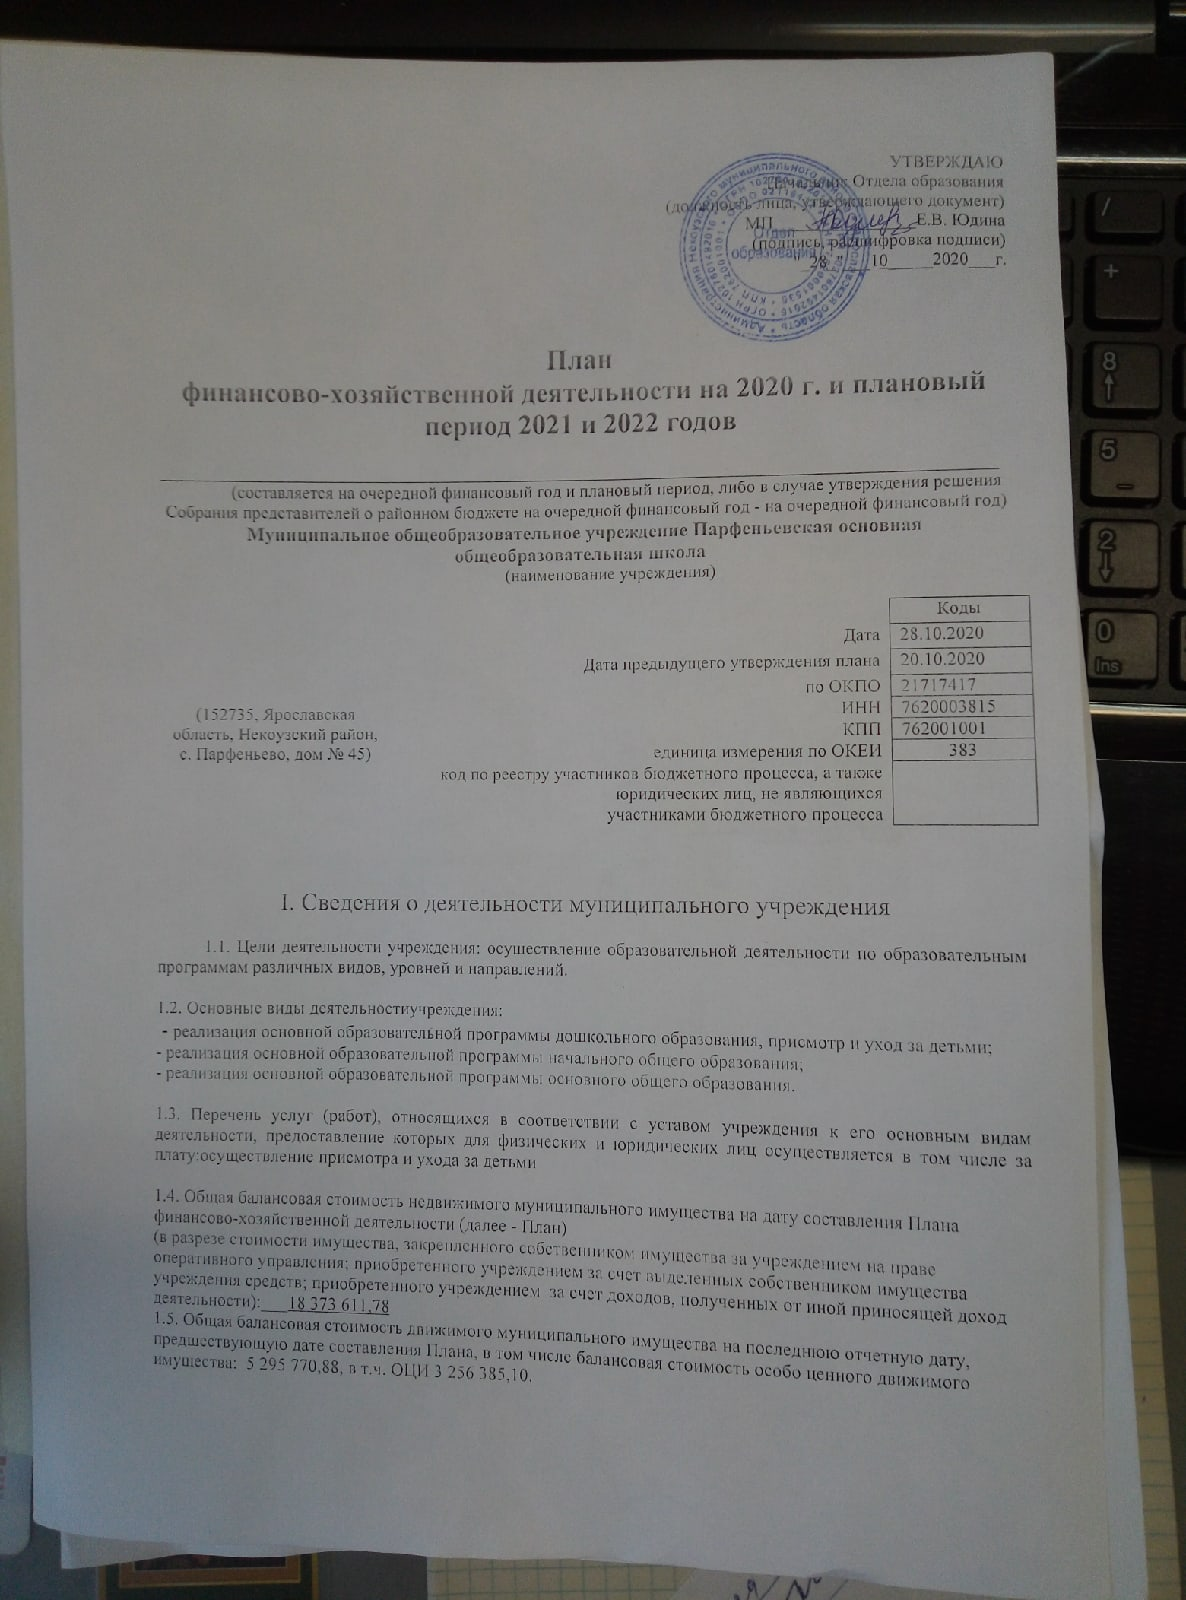 УТВЕРЖДАЮ
Отдела образования
(должность лица, утверждающего документ)
МП Е.В. Юдина
(подпись, расшифровка подписи)
" 28 " 10 2020 г.
Отдел
образования
План
финансово-хозяйственной деятельности на 2020 г. и плановый
период 2021 и 2022 годов
(составляется на очередной финансовый год и плановый период, либо в случае утверждения решения
Собрания представителей о районном бюджете на очередной финансовый год - на очередной финансовый год)
Муниципальное общеобразовательное учреждение Парфеньевская основная
общеобразовательная школа
(наименование учреждения)
Коды
Дата 28.10.2020
Дата предыдущего утверждения плана 20.10.2020
по ОКПО 21717417
ИНН 7620003815
КПП 762001001
единица измерения по ОКЕИ 383
код по реестру участников бюджетного процесса, а также
юридических лиц, не являющихся
участниками бюджетного процесса
(152735, Ярославская
область, Некоузский район,
с. Парфеньево, дом № 45)
I. Сведения о деятельности муниципального учреждения
1.1. Цели деятельности учреждения: осуществление образовательной деятельности по образовательным
программам различных видов, уровней и направлений.
1.2. Основные виды деятельностиучреждения:
- реализация основной образовательной программы дошкольного образования, присмотр и уход за детьми;
- реализация основной образовательной программы начального общего образования;
- реализация основной образовательной программы основного общего образования.
1.3. Перечень услуг (работ), относящихся в соответствии с уставом учреждения к его основным видам
деятельности, предоставление которых для физических и юридических лиц осуществляется в том числе за
плату:осуществление присмотра и ухода за детьми
1.4. Общая балансовая стоимость недвижимого муниципального имущества на дату составления Плана
финансово-хозяйственной деятельности (далее - План)
(в разрезе стоимости имущества, закрепленного собственником имущества за учреждением на праве
оперативного управления; приобретенного учреждением за счет выделенных собственником имущества
учреждения средств; приобретенного учреждением за счет доходов, полученных от иной приносящей доход
деятельности): 18 373 611,78
1.5. Общая балансовая стоимость движимого муниципального имущества на последнюю отчетную дату,
предшествующую дате составления Плана, в том числе балансовая стоимость особо ценного движимого
имущества: 5 295 770,88, в т.ч. ОЦИ 3 256 385,10.
/
+
8
5
2
0
Ins